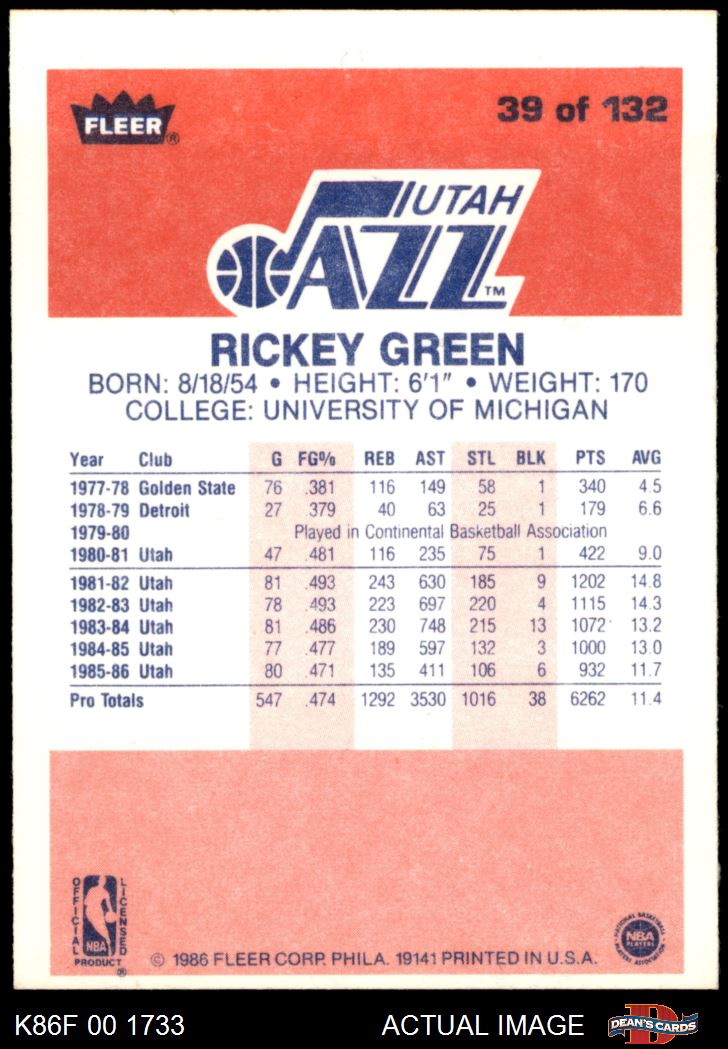 FLEER®
39 of 132
UTAH
JAZZ ™
RICKEY GREEN
BORN: 8/18/54 • HEIGHT: 6'1" • WEIGHT: 170
COLLEGE: UNIVERSITY OF MICHIGAN
Year Club G FG% REB AST STL BLK PTS AVG
1977-78 Golden State 76 .381 116 149 58 1 340 4.5
1978-79 Detroit 27 .379 40 63 25 1 179 6.6
1979-80 Played in Continental Basketball Association
1980-81 Utah 47 .481 116 235 75 1 422 9.0
1981-82 Utah 81 .493 243 630 185 9 1202 14.8
1982-83 Utah 78 .493 223 697 220 4 1115 14.3
1983-84 Utah 81 .486 230 748 215 13 1072 13.2
1984-85 Utah 77 .477 189 597 132 3 1000 13.0
1985-86 Utah 80 .471 135 411 106 6 932 11.7
Pro Totals 547 .474 1292 3530 1016 38 6262 11.4
OFFICIAL LICENSED
NBA
PRODUCT ®
© 1986 FLEER CORP. PHILA. 19141 PRINTED IN U.S.A.
NATIONAL BASKETBALL
NBA
PLAYERS
PLAYERS ASSOCIATION
K86F 00 1733
ACTUAL IMAGE
D
DEAN'S CARDS